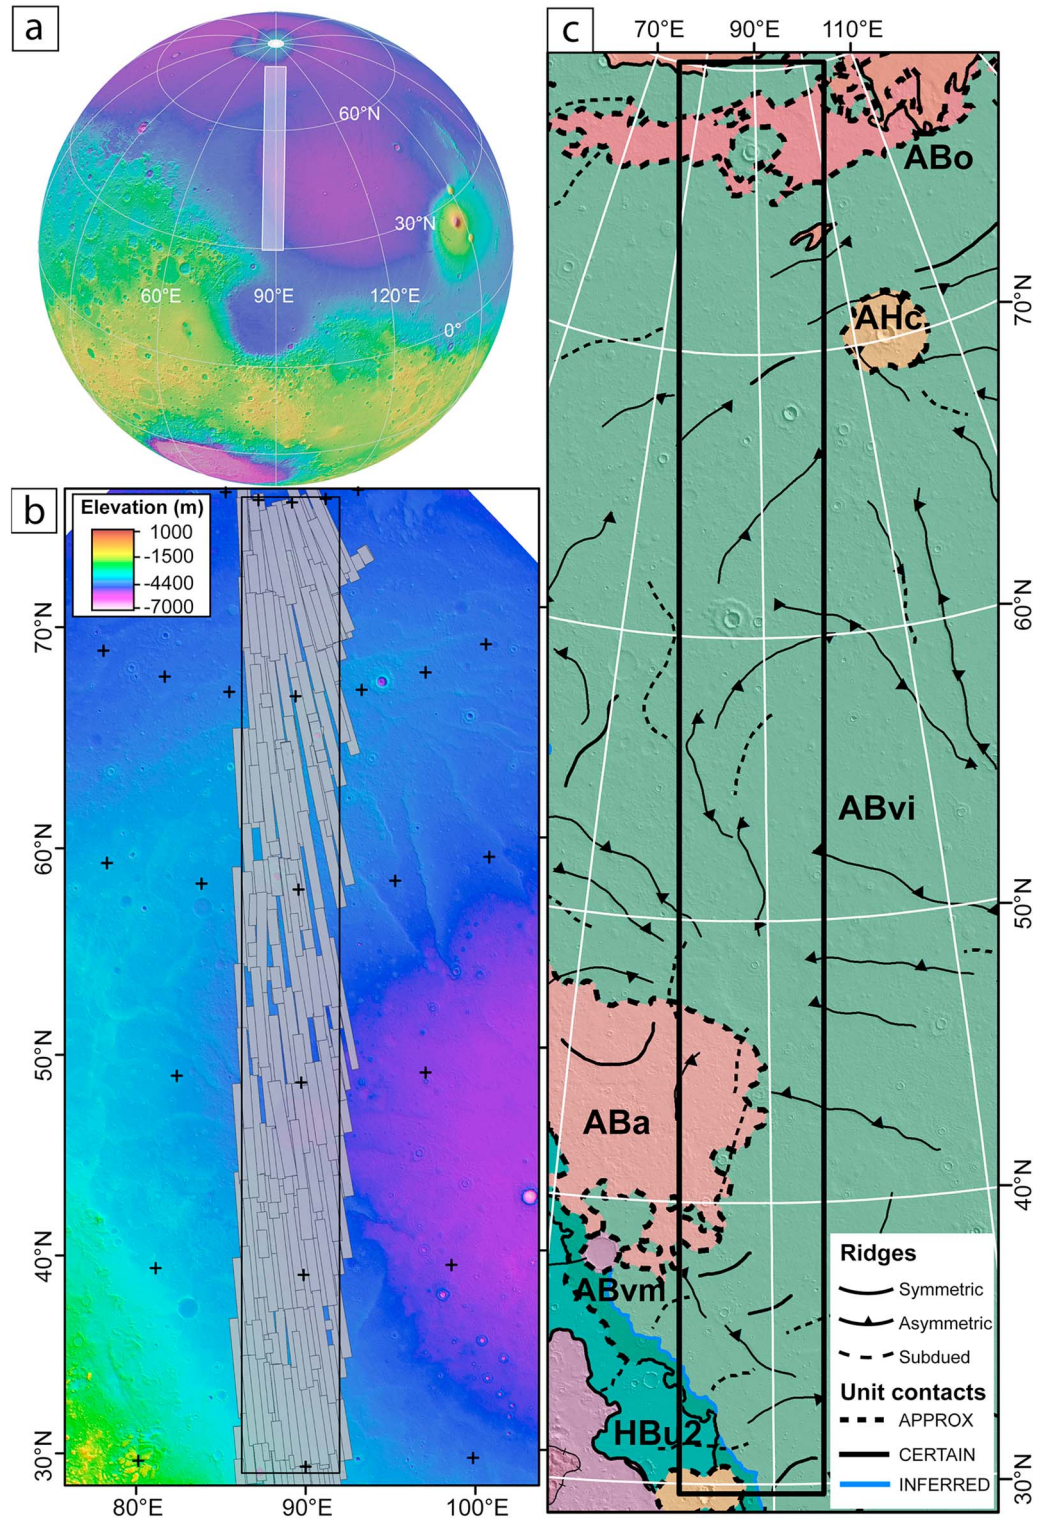 a
60°N
30°N
60°E
90°E
120°E
0°
b
Elevation (m)
1000
-1500
-4400
-7000
70°N
60°N
50°N
40°N
30°N
80°E
90°E
100°E
c
70°E
90°E
110°E
ABo
70°N
AHc
60°N
ABvi
50°N
ABa
40°N
ABvm
HBu2
30°N
Ridges
Symmetric
Asymmetric
Subdued
Unit contacts
APPROX
CERTAIN
INFERRED